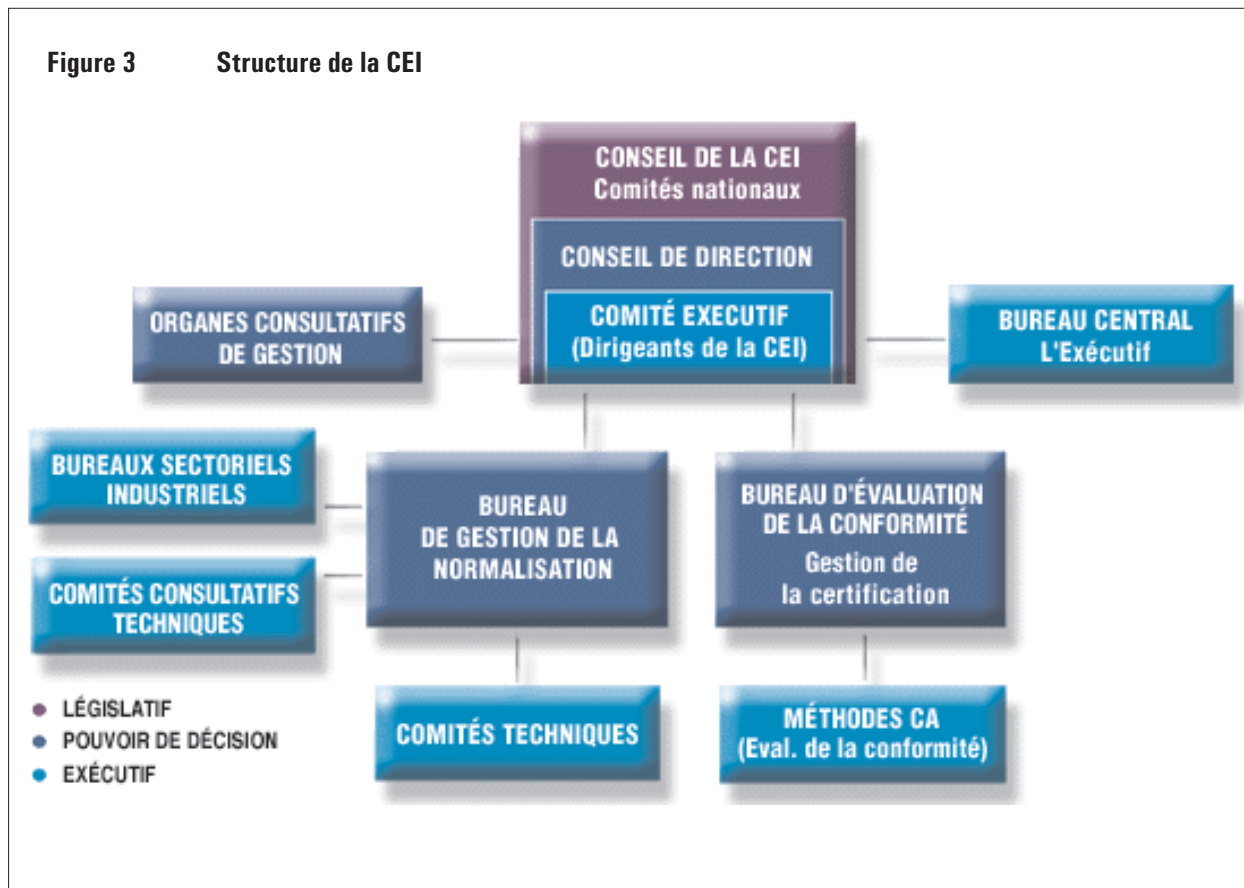 Figure 3 Structure de la CEI
CONSEIL DE LA CEI
Comités nationaux
CONSEIL DE DIRECTION
COMITÉ EXECUTIF
(Dirigeants de la CEI)
ORGANES CONSULTATIFS
DE GESTION
BUREAU CENTRAL
L'Exécutif
BUREAUX SECTORIELS
INDUSTRIELS
COMITÉS CONSULTATIFS
TECHNIQUES
BUREAU
DE GESTION DE LA
NORMALISATION
BUREAU D'ÉVALUATION
DE LA CONFORMITÉ
Gestion de
la certification
COMITÉS TECHNIQUES
MÉTHODES CA
(Eval. de la conformité)
LÉGISLATIF
POUVOIR DE DÉCISION
EXÉCUTIF